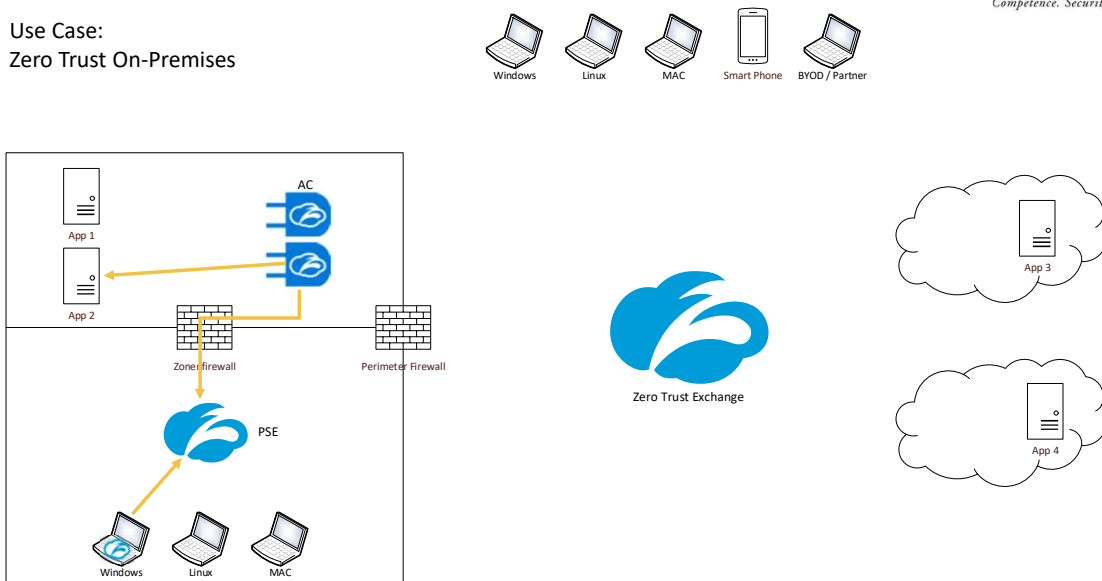 Competence. Securit
Use Case:
Zero Trust On-Premises
Windows
Linux
MAC
Smart Phone
BYOD / Partner
AC
App 1
App 2
App 3
Zoner firewall
Perimeter Firewall
Zero Trust Exchange
PSE
App 4
Windows
Linux
MAC